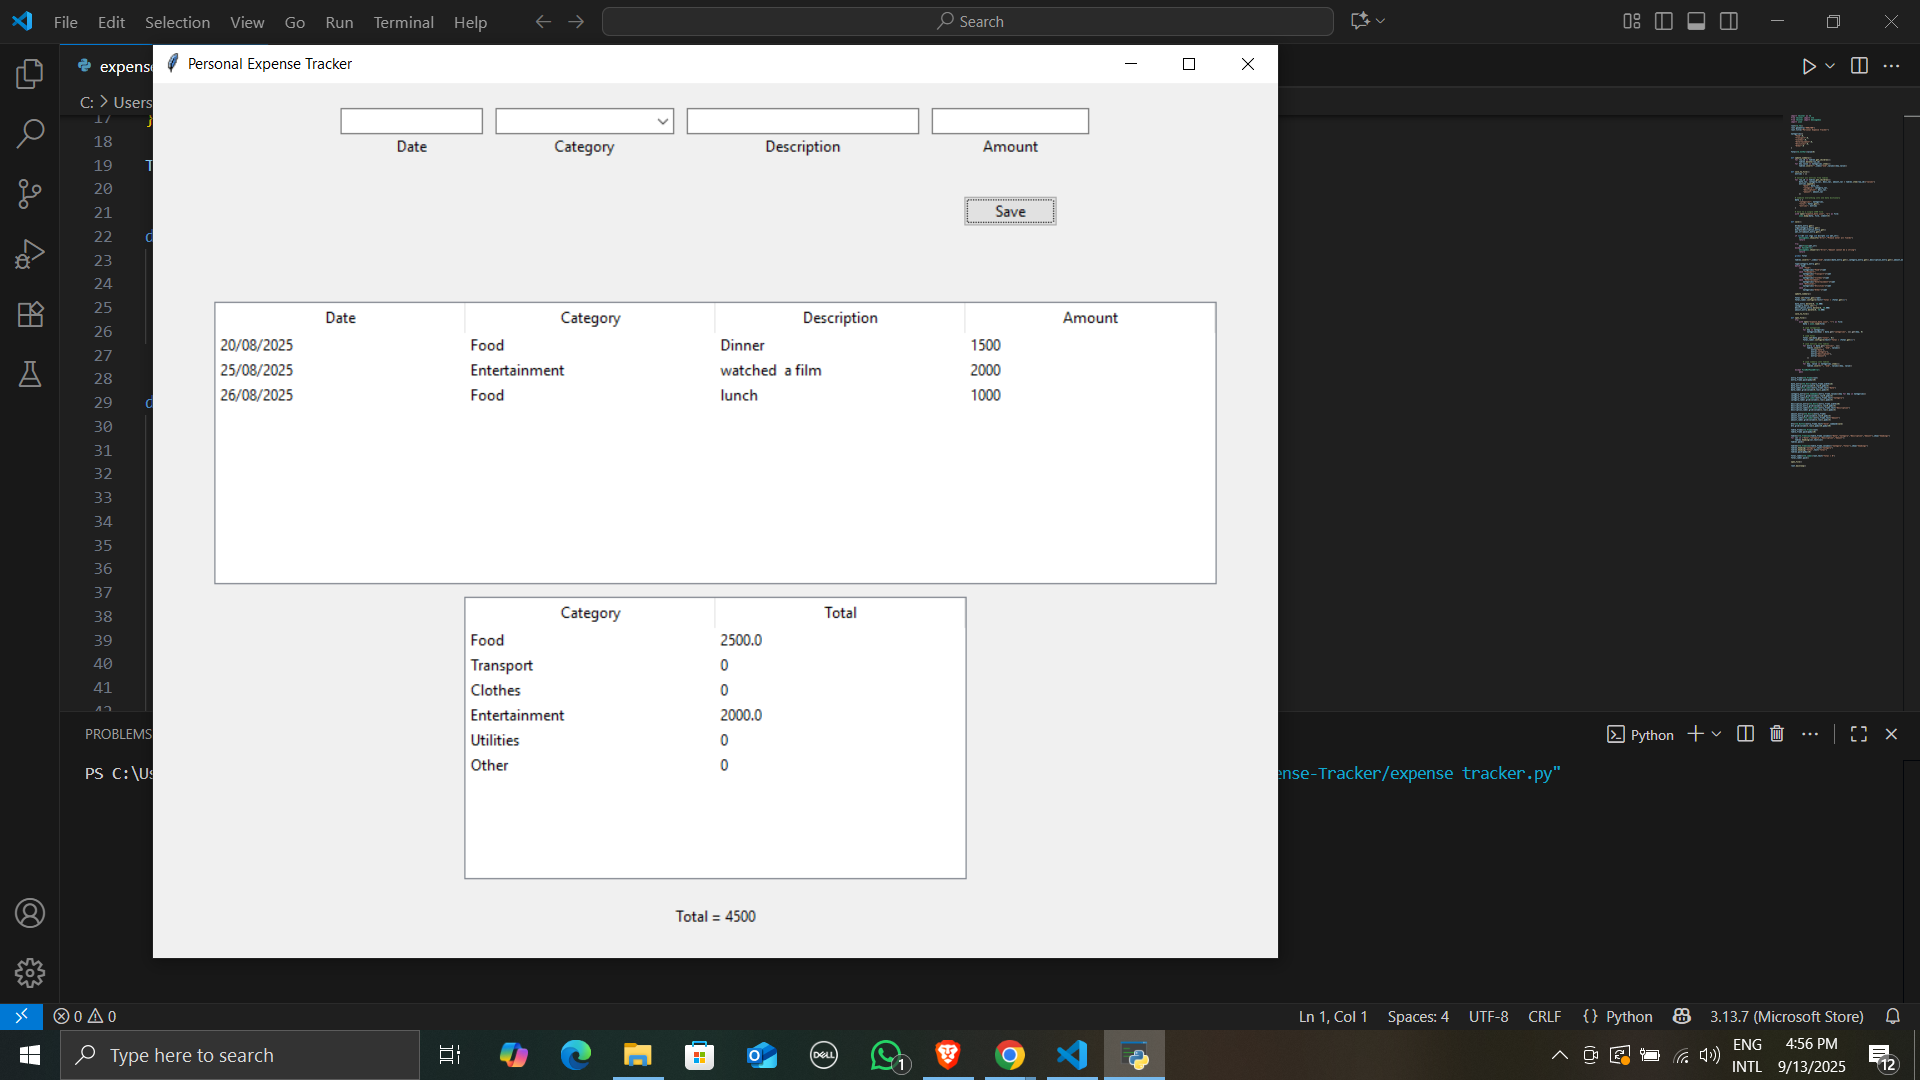 File Edit Selection View Go Run Terminal Help Search
expens
Personal Expense Tracker
C: > Users
Date Category Description Amount
Save
17 }
18
19 T
20
21
22 d
23
24
25
26
27
28
29 d
30
31
32
33
34
35
36
37
38
39
40
41
Date Category Description Amount
20/08/2025 Food Dinner 1500
25/08/2025 Entertainment watched a film 2000
26/08/2025 Food lunch 1000
Category Total
Food 2500.0
Transport 0
Clothes 0
Entertainment 2000.0
Utilities 0
Other 0
Total = 4500
PROBLEMS Python
PS C:\Us ense-Tracker/expense tracker.py"
0 0 Ln 1, Col 1 Spaces: 4 UTF-8 CRLF {} Python 3.13.7 (Microsoft Store)
Type here to search
DELL
1
ENG
INTL
4:56 PM
9/13/2025
12